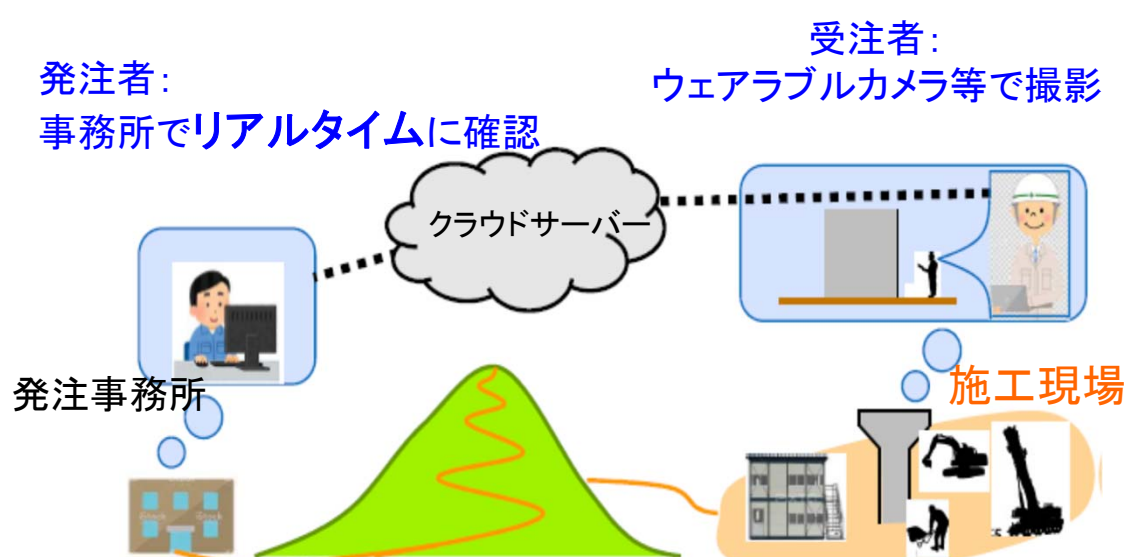 発注者：
事務所でリアルタイムに確認
受注者：
ウェアラブルカメラ等で撮影
クラウドサーバー
発注事務所
施工現場